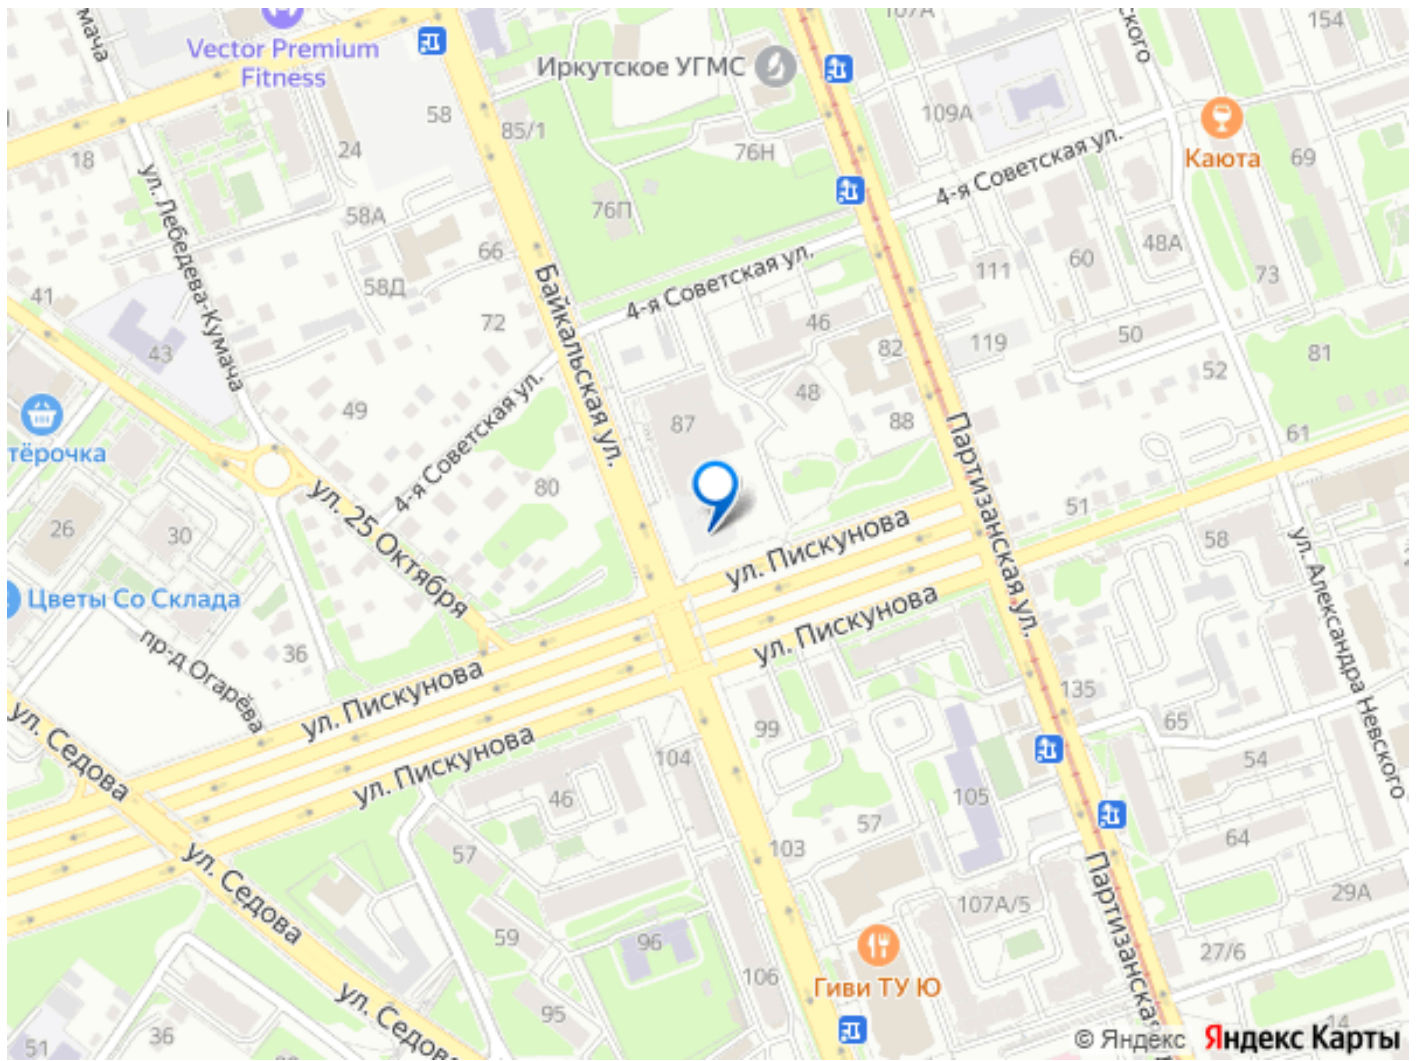 мача
Vector Premium
Fitness
Иркутское УГМС
107А
ского
154
58
85/1
109А
Каюта
69
18
24
76Н
4-я Советская ул.
ул. Лебедева-Кумача
58А
76П
66
48А
60
111
73
58Д
Байкальская ул.
4-я Советская ул.
41
72
46
119
50
82
43
52
81
49
48
4-я Советская ул.
87
88
Партизанская ул.
61
тёрочка
80
51
ул. 25 Октября
26
30
ул. Пискунова
58
ул. Александра Невского
Цветы Со Склада
ул. Пискунова
36
пр-д Огарёва
ул. Пискунова
135
65
99
ул. Седова
ул. Пискунова
104
54
46
105
57
64
57
103
ул. Седова
Партизанская
29А
107А/5
59
96
27/6
106
Гиви ТУ Ю
ул. Седова
95
36
51
14
© Яндекс Яндекс Карты